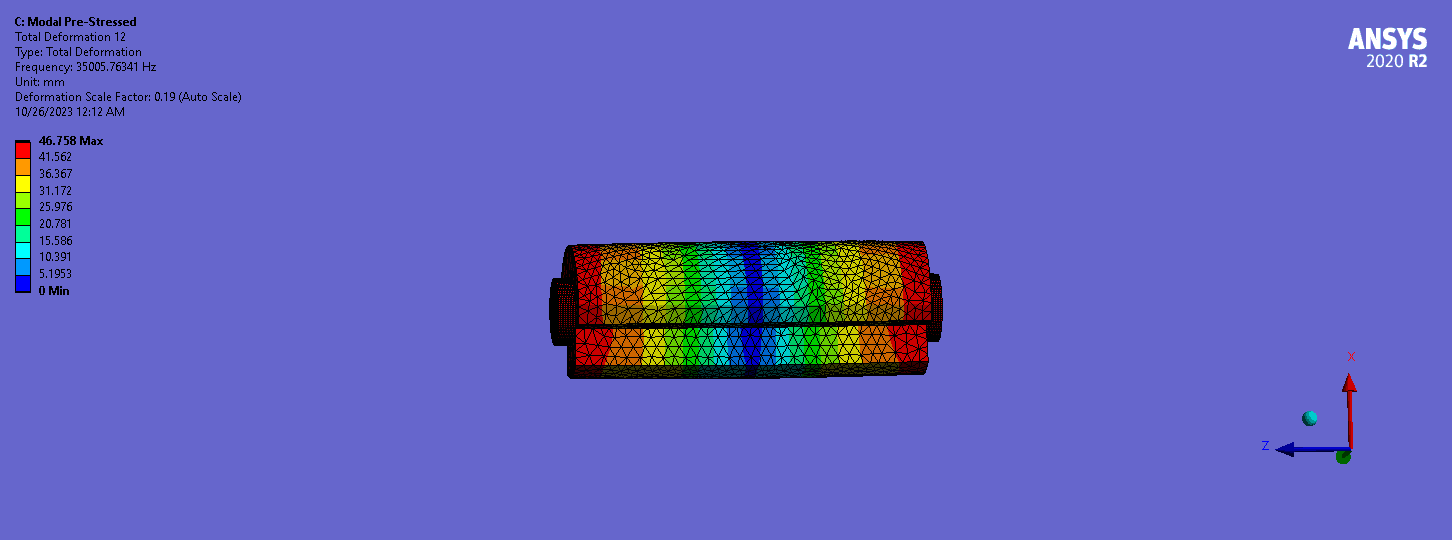 C: Modal Pre-Stressed
Total Deformation 12
Type: Total Deformation
Frequency: 35005.76341 Hz
Unit: mm
Deformation Scale Factor: 0.19 (Auto Scale)
10/26/2023 12:12 AM
ANSYS
2020 R2
46.758 Max
41.562
36.367
31.172
25.976
20.781
15.586
10.391
5.1953
0 Min
X
Z